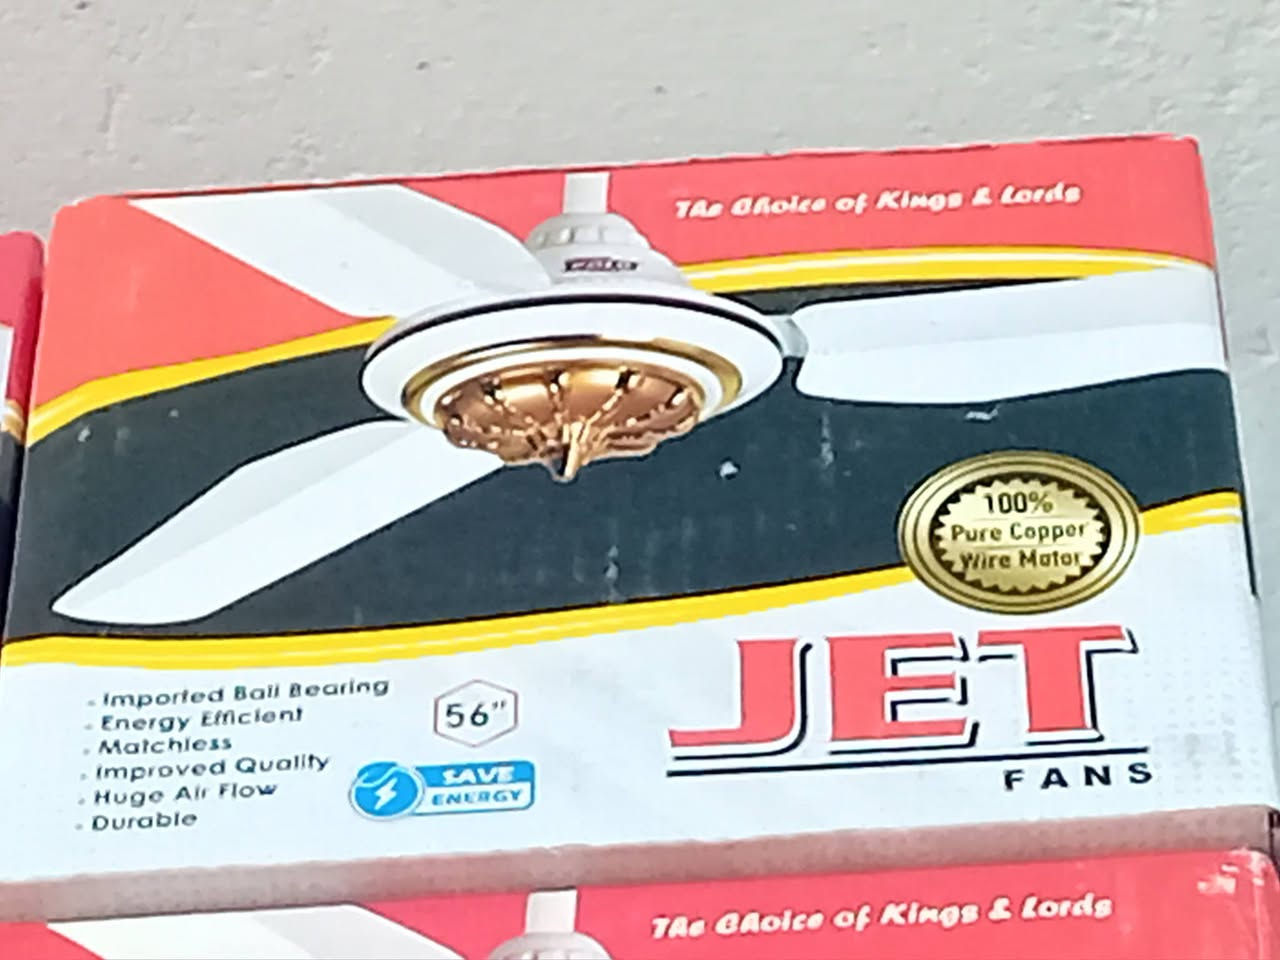 The Choice of Kings & Lords
100%
Pure Copper
Wire Motor
JET
FANS
• Imported Ball Bearing
• Energy Efficient
• Matchless
• Improved Quality
• Huge Air Flow
• Durable
56"
SAVE
ENERGY
The Choice of Kings & Lords